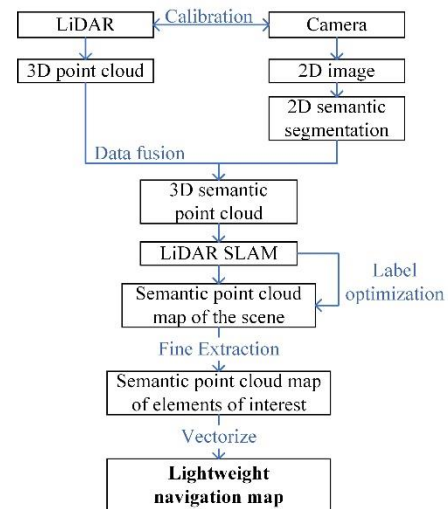 LiDAR
Calibration
Camera
3D point cloud
2D image
2D semantic
segmentation
Data fusion
3D semantic
point cloud
LiDAR SLAM
Label
optimization
Semantic point cloud
map of the scene
Fine Extraction
Semantic point cloud map
of elements of interest
Vectorize
Lightweight
navigation map